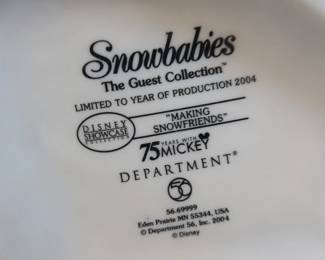 Snowbabies
The Guest Collection™
LIMITED TO YEAR OF PRODUCTION 2004
DISNEY
SHOWCASE
COLLECTION
"MAKING
SNOWFRIENDS"
75 YEARS WITH
MICKEY
DEPARTMENT®
56
56.69999
Eden Prairie MN 55344, USA
© Department 56, Inc. 2004
© Disney